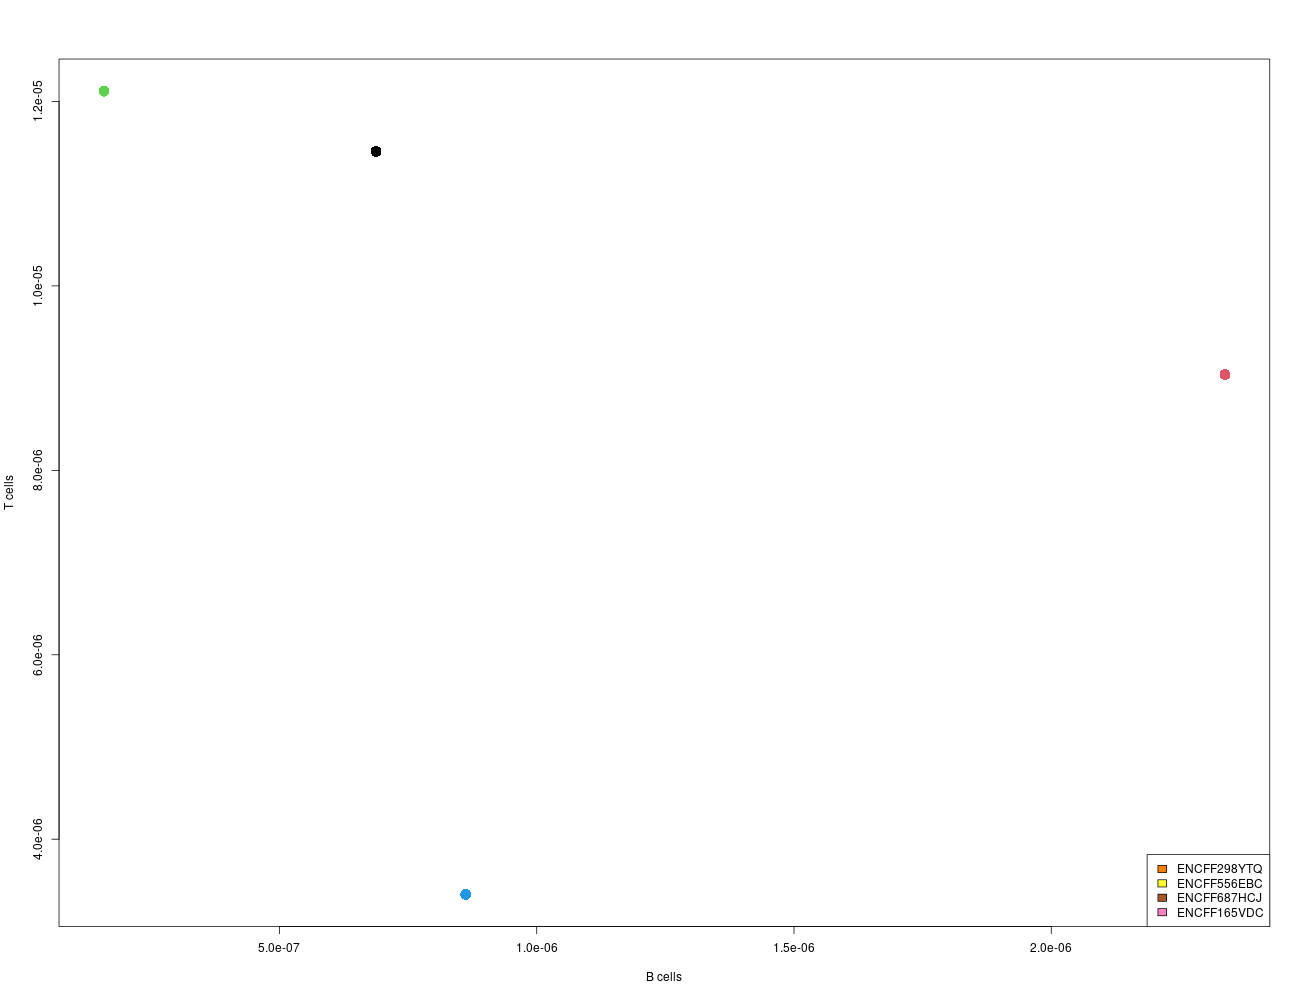 1.2e-05
1.0e-05
8.0e-06
6.0e-06
4.0e-06
T cells
ENCFF298YTQ
ENCFF556EBC
ENCFF687HCJ
ENCFF165VDC
5.0e-07
1.0e-06
1.5e-06
2.0e-06
B cells